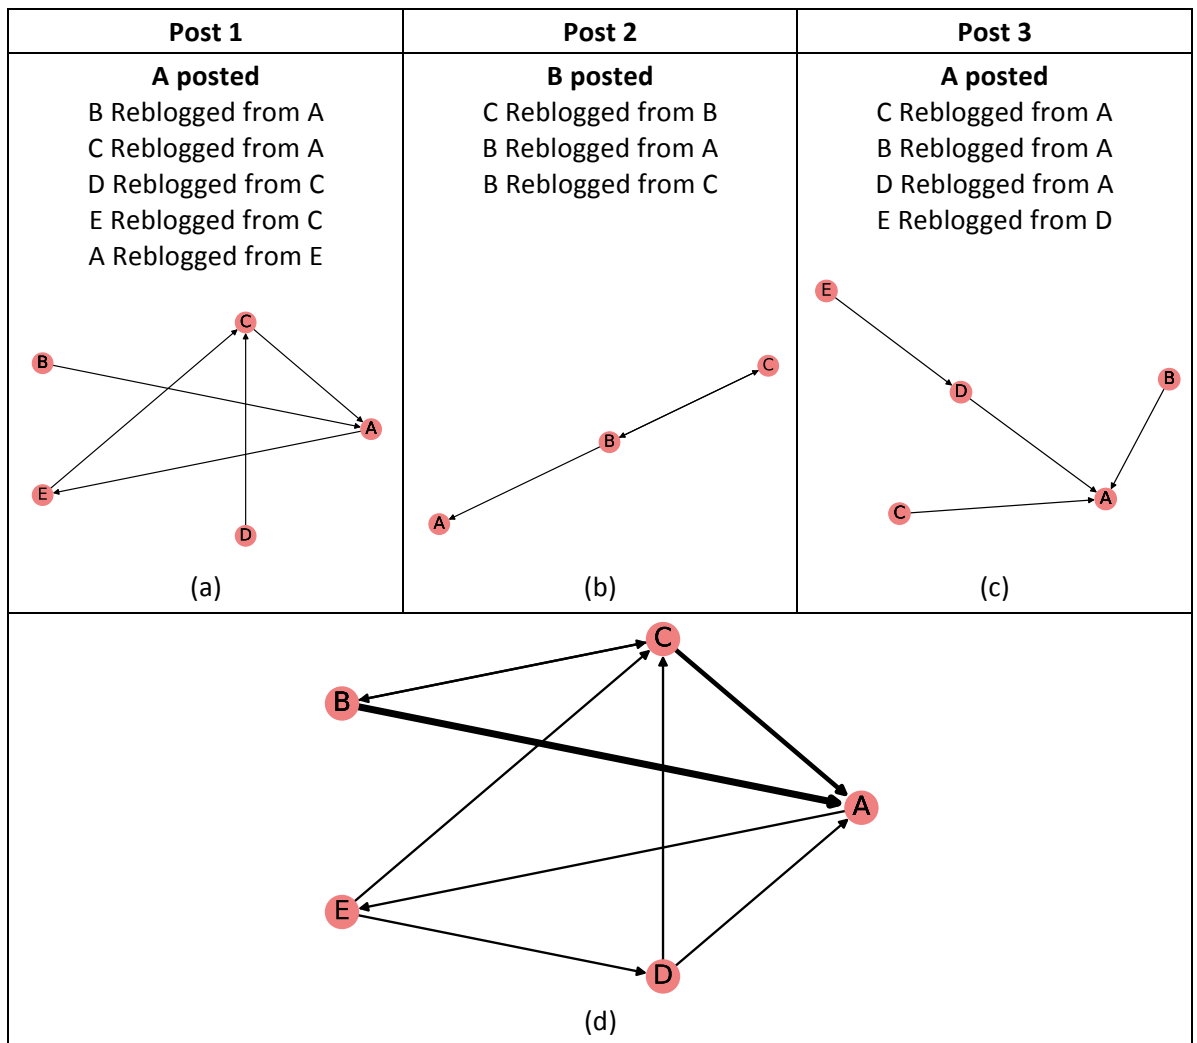 Post 1
Post 2
Post 3
A posted
B Reblogged from A
C Reblogged from A
D Reblogged from C
E Reblogged from C
A Reblogged from E
C
B
A
E
D
(a)
B posted
C Reblogged from B
B Reblogged from A
B Reblogged from C
C
B
A
(b)
A posted
C Reblogged from A
B Reblogged from A
D Reblogged from A
E Reblogged from D
E
B
D
A
C
(c)
C
B
A
E
D
(d)